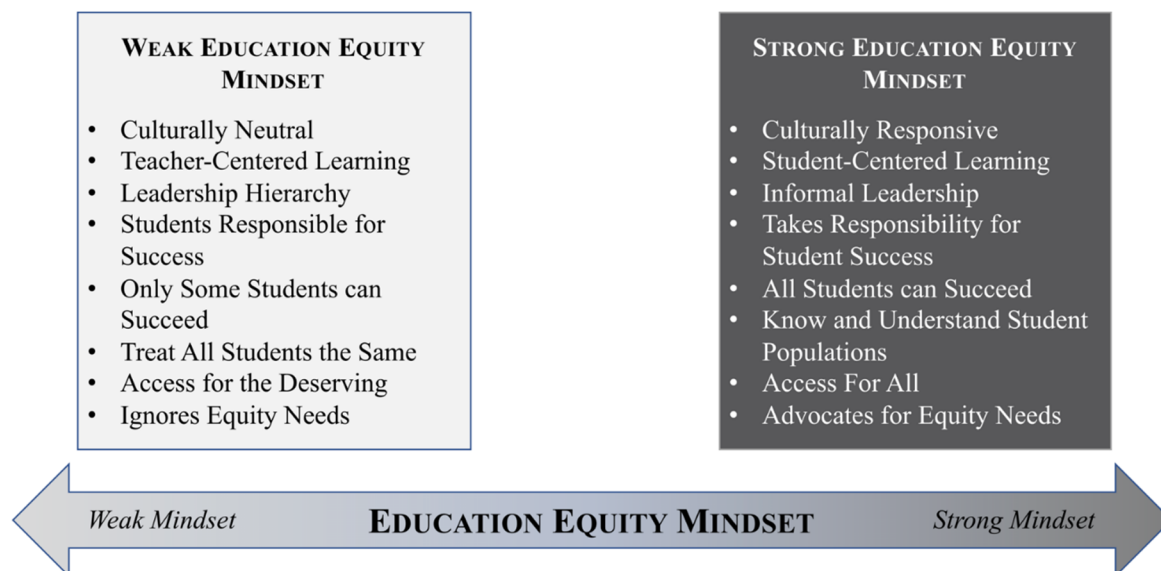 WEAK EDUCATION EQUITY
MINDSET
• Culturally Neutral
• Teacher-Centered Learning
• Leadership Hierarchy
• Students Responsible for
Success
• Only Some Students can
Succeed
• Treat All Students the Same
• Access for the Deserving
• Ignores Equity Needs
STRONG EDUCATION EQUITY
MINDSET
• Culturally Responsive
• Student-Centered Learning
• Informal Leadership
• Takes Responsibility for
Student Success
• All Students can Succeed
• Know and Understand Student
Populations
• Access For All
• Advocates for Equity Needs
Weak Mindset
EDUCATION EQUITY MINDSET
Strong Mindset